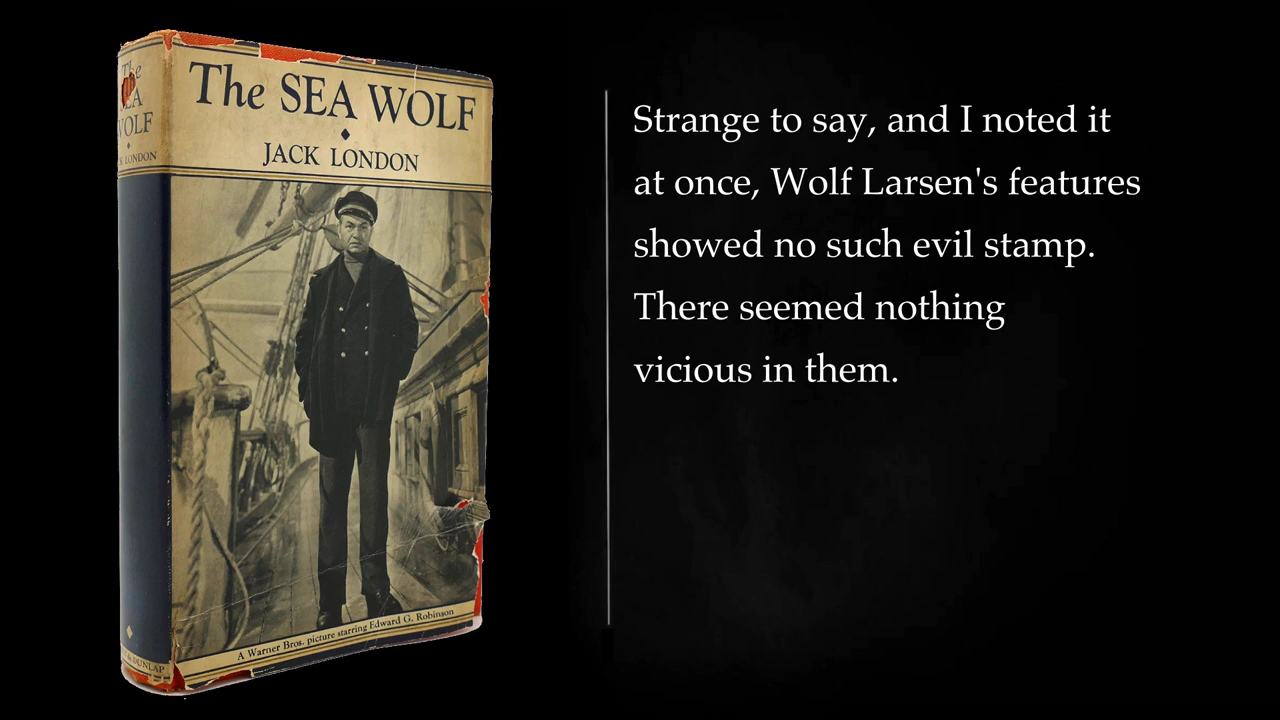 The
SEA
WOLF
LONDON
DUNLAP
The SEA WOLF
JACK LONDON
A Warner Bros. picture starring Edward G. Robinson
Strange to say, and I noted it
at once, Wolf Larsen's features
showed no such evil stamp.
There seemed nothing
vicious in them.